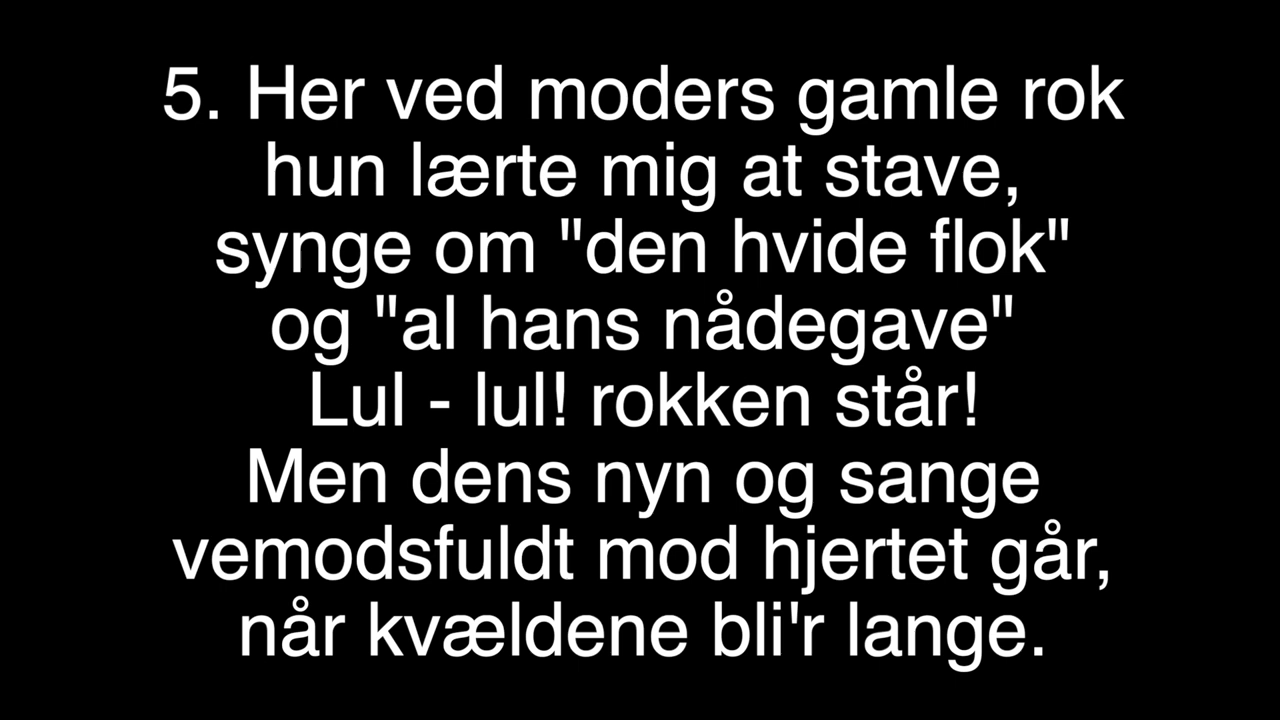 5. Her ved moders gamle rok
hun lærte mig at stave,
synge om "den hvide flok"
og "al hans nådegave"
Lul - lul! rokken står!
Men dens nyn og sange
vemodsfuldt mod hjertet går,
når kvældene bli'r lange.